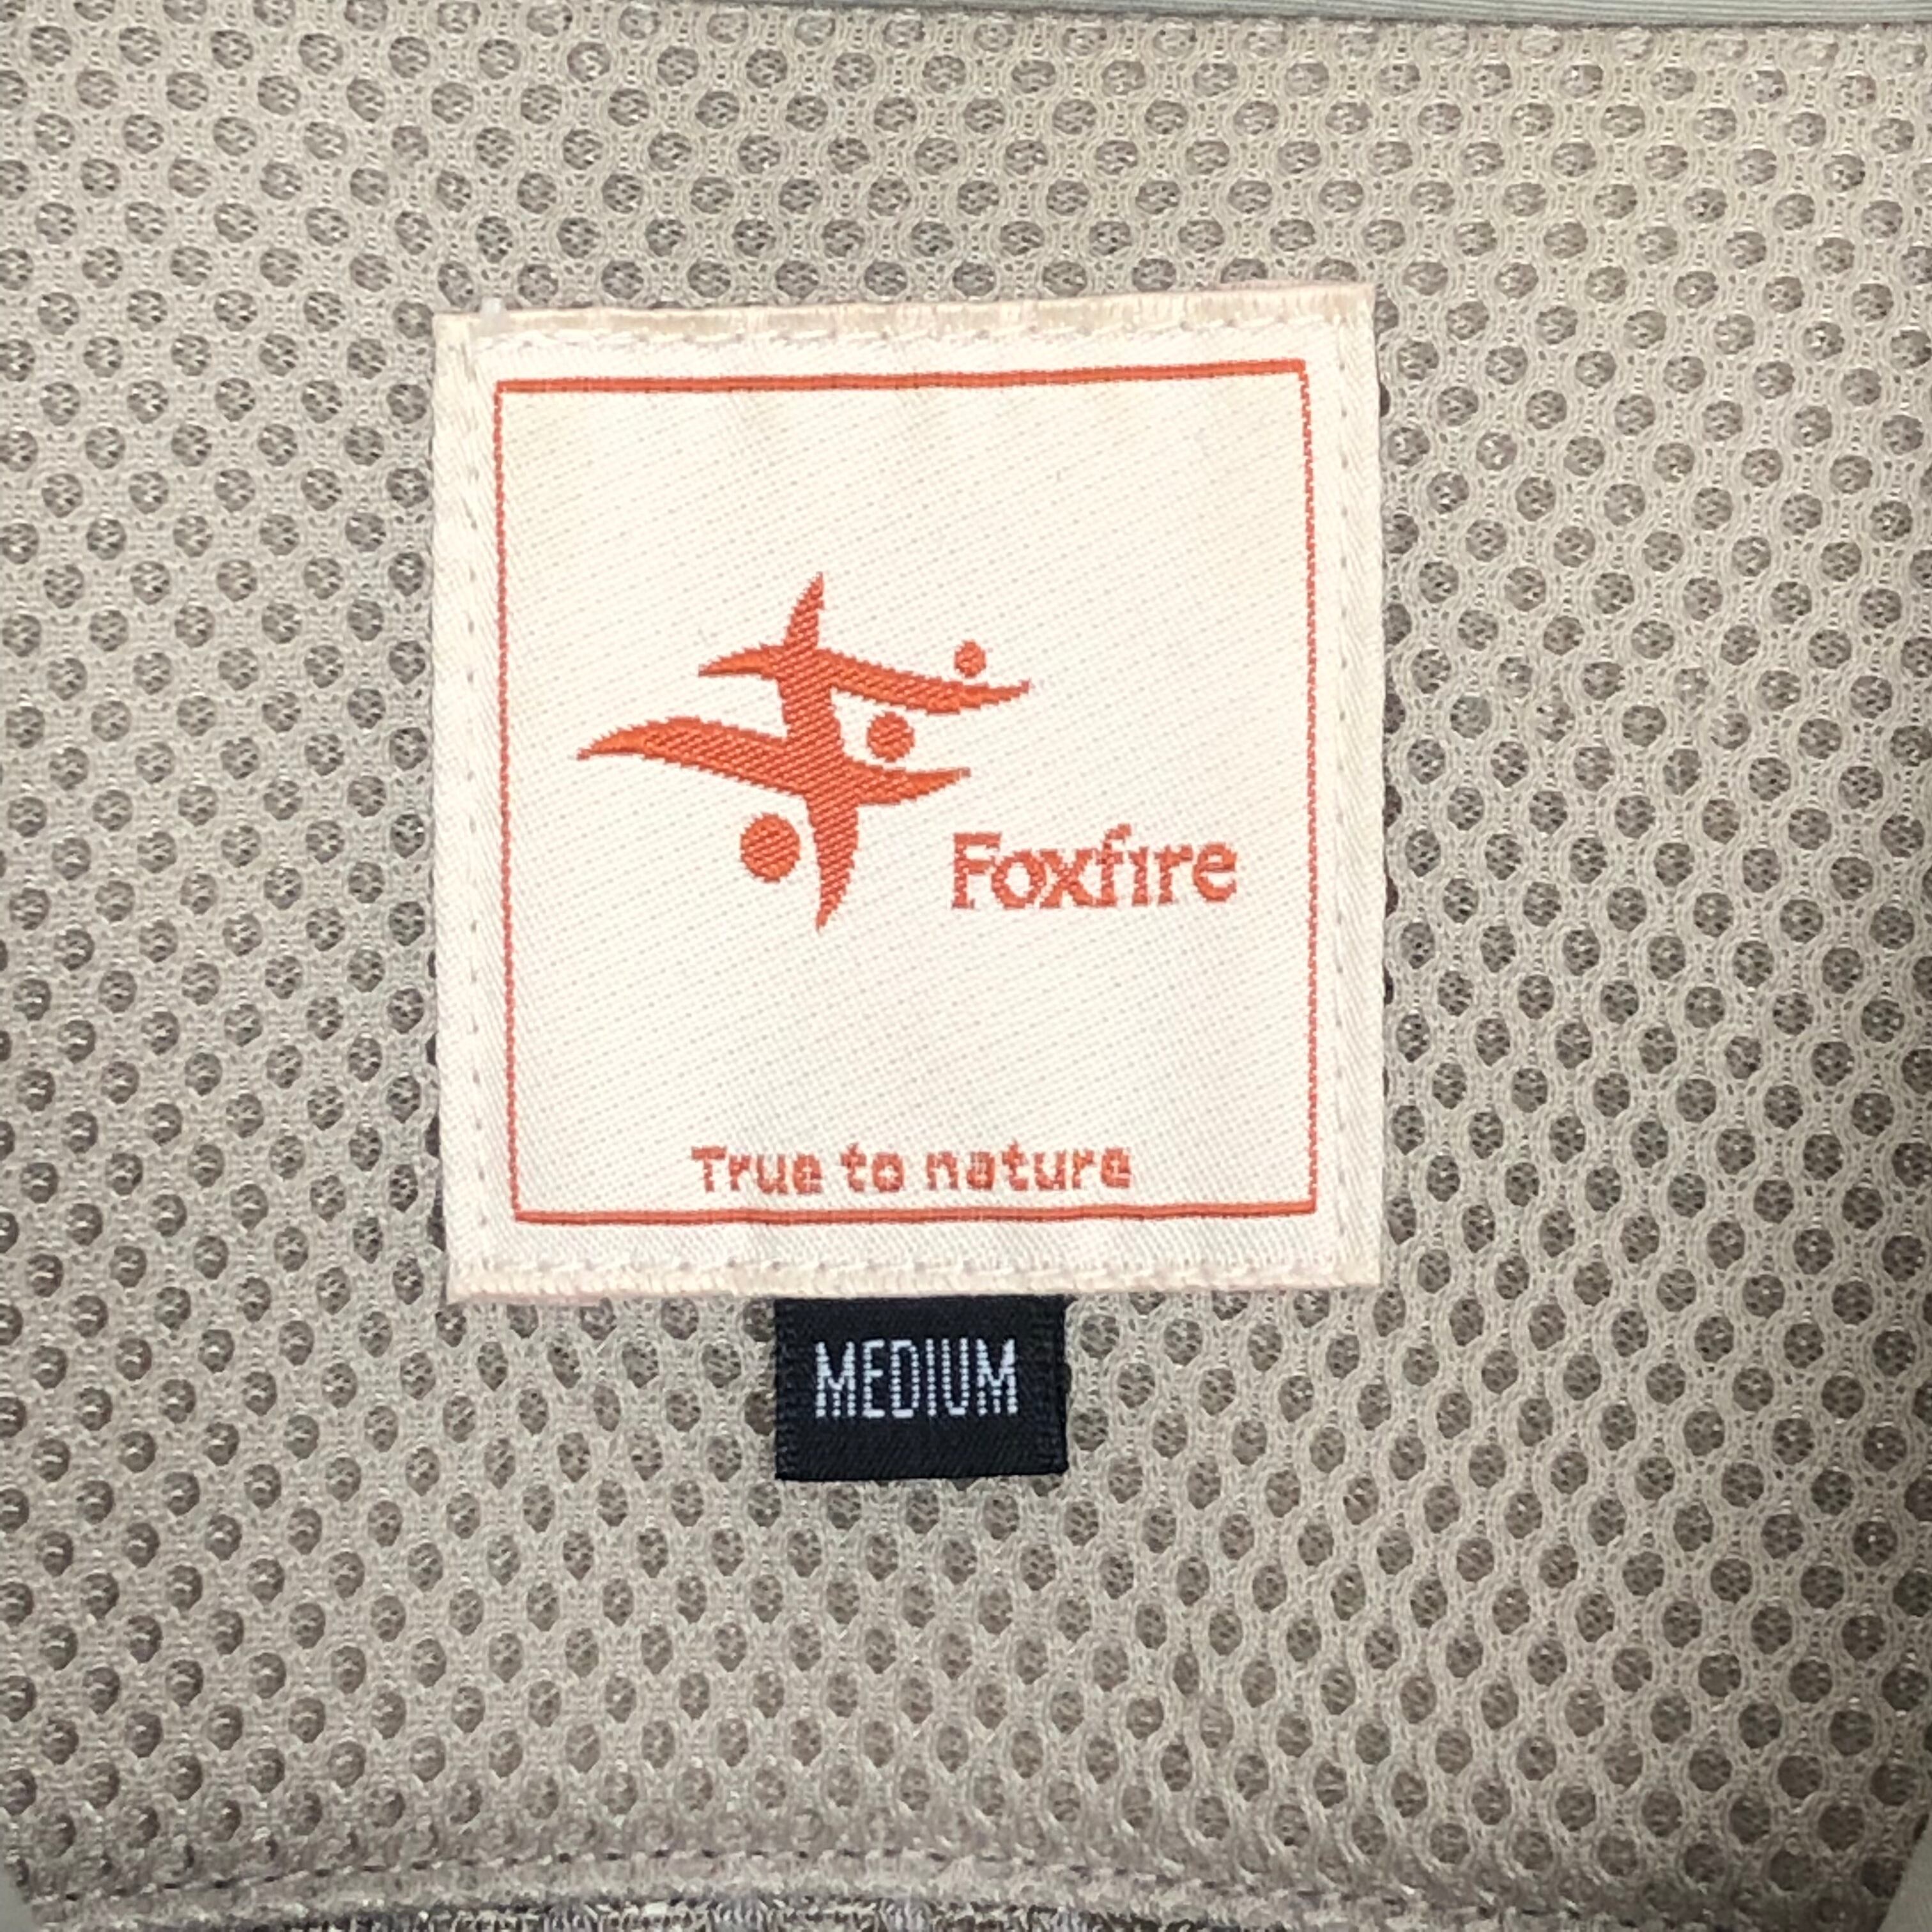 Foxfire
True to nature
MEDIUM